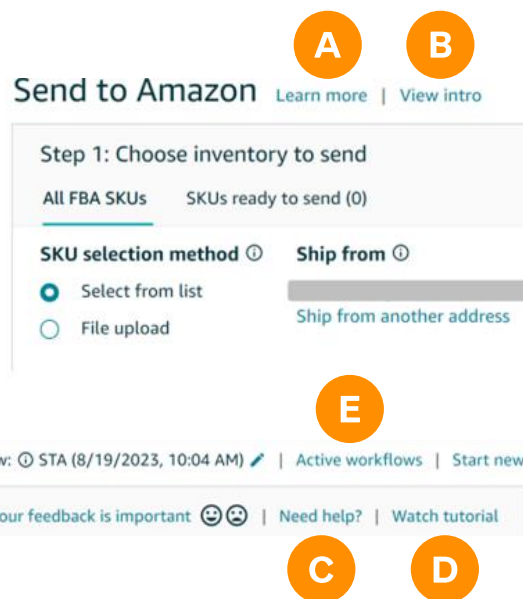 A B
Send to Amazon Learn more | View intro
Step 1: Choose inventory to send
All FBA SKUs SKUs ready to send (0)
SKU selection method Ship from
Select from list
File upload
Ship from another address
E
w: STA (8/19/2023, 10:04 AM) | Active workflows | Start new
our feedback is important | Need help? | Watch tutorial
C D